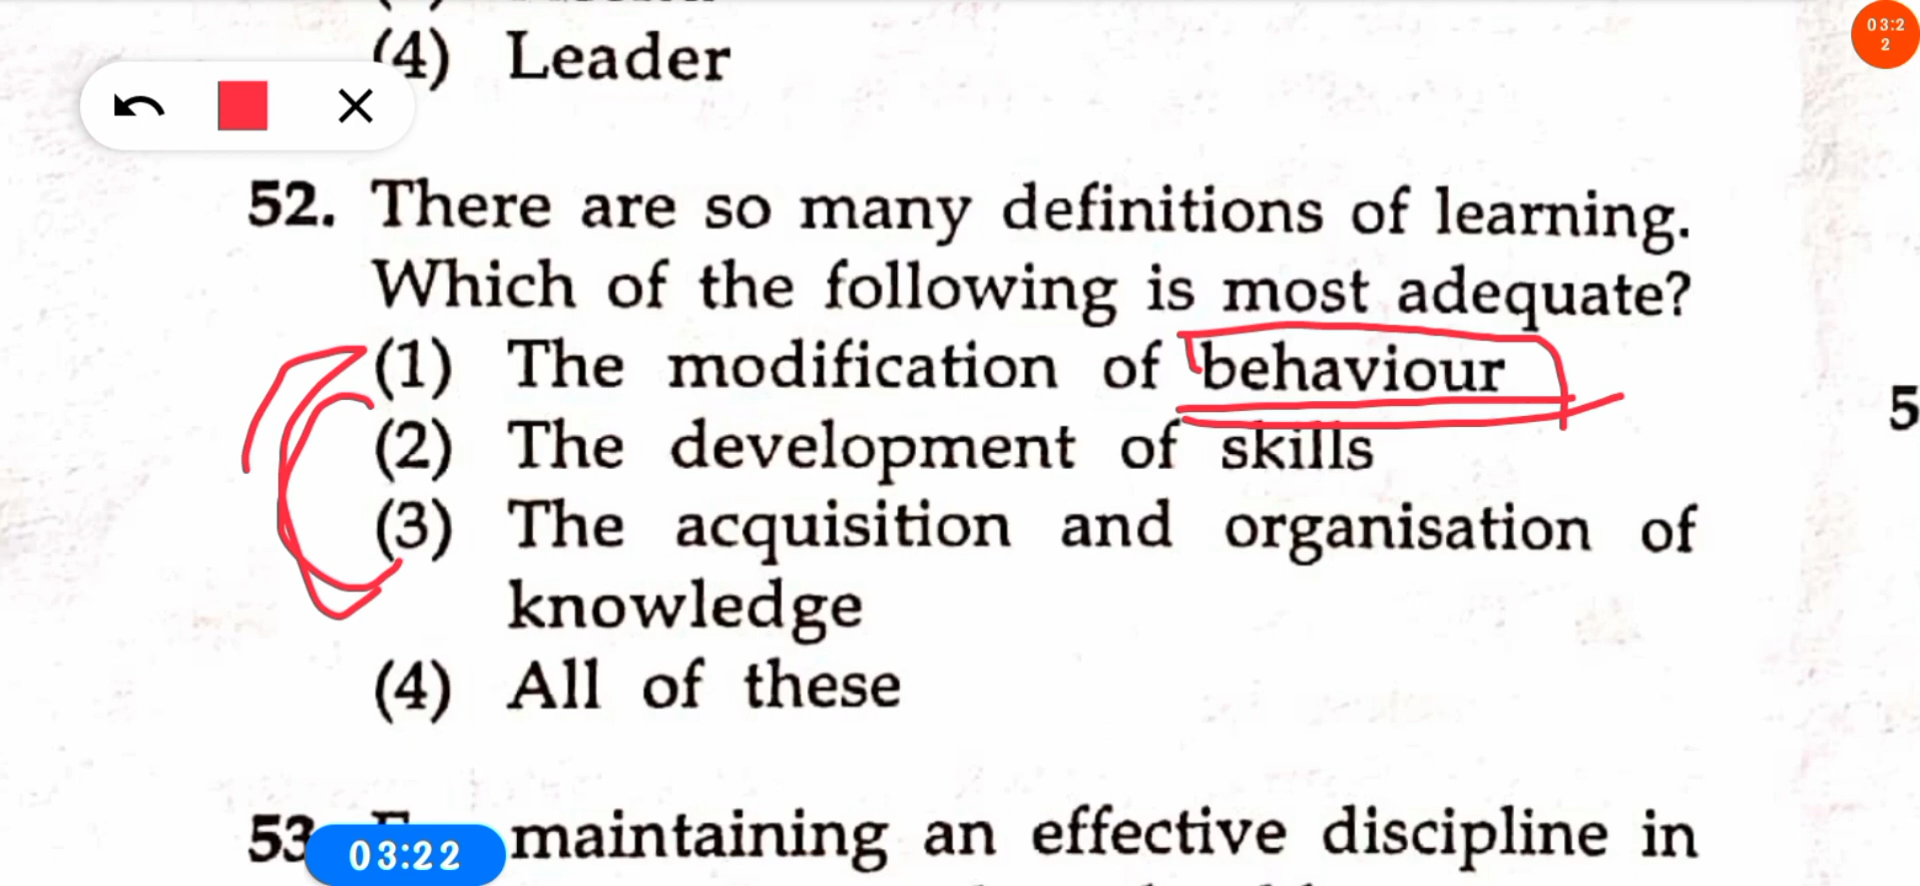 (4) Leader
03:22
52. There are so many definitions of learning.
Which of the following is most adequate?
(1) The modification of behaviour
(2) The development of skills
(3) The acquisition and organisation of
knowledge
(4) All of these
5
53 maintaining an effective discipline in
03:22